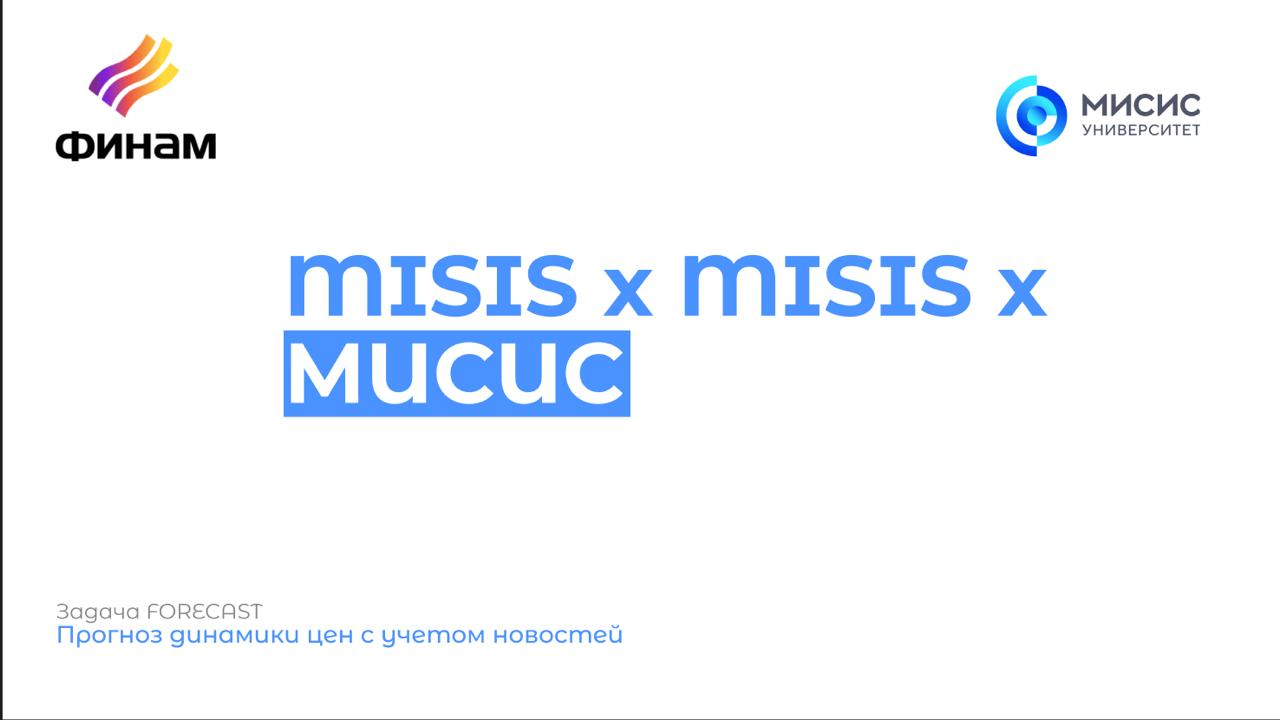 ФИНАМ
МИСИС
УНИВЕРСИТЕТ
MISIS x MISIS x
МИСИС
Задача FORECAST
Прогноз динамики цен с учетом новостей